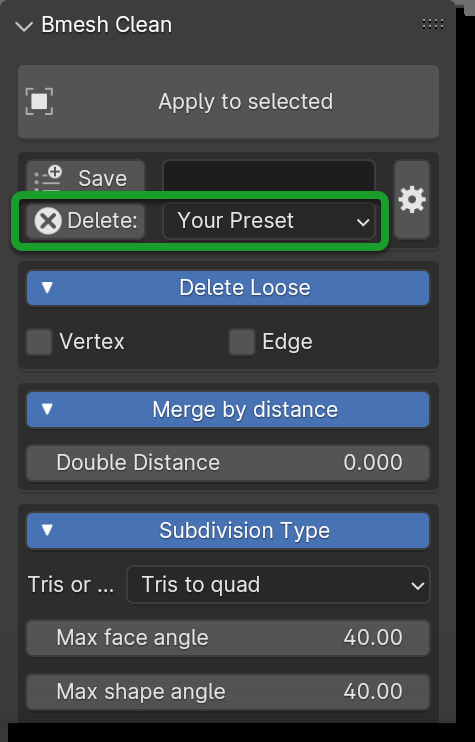 Bmesh Clean
Apply to selected
Save
Delete: Your Preset
Delete Loose
Vertex Edge
Merge by distance
Double Distance 0.000
Subdivision Type
Tris or ... Tris to quad
Max face angle 40.00
Max shape angle 40.00